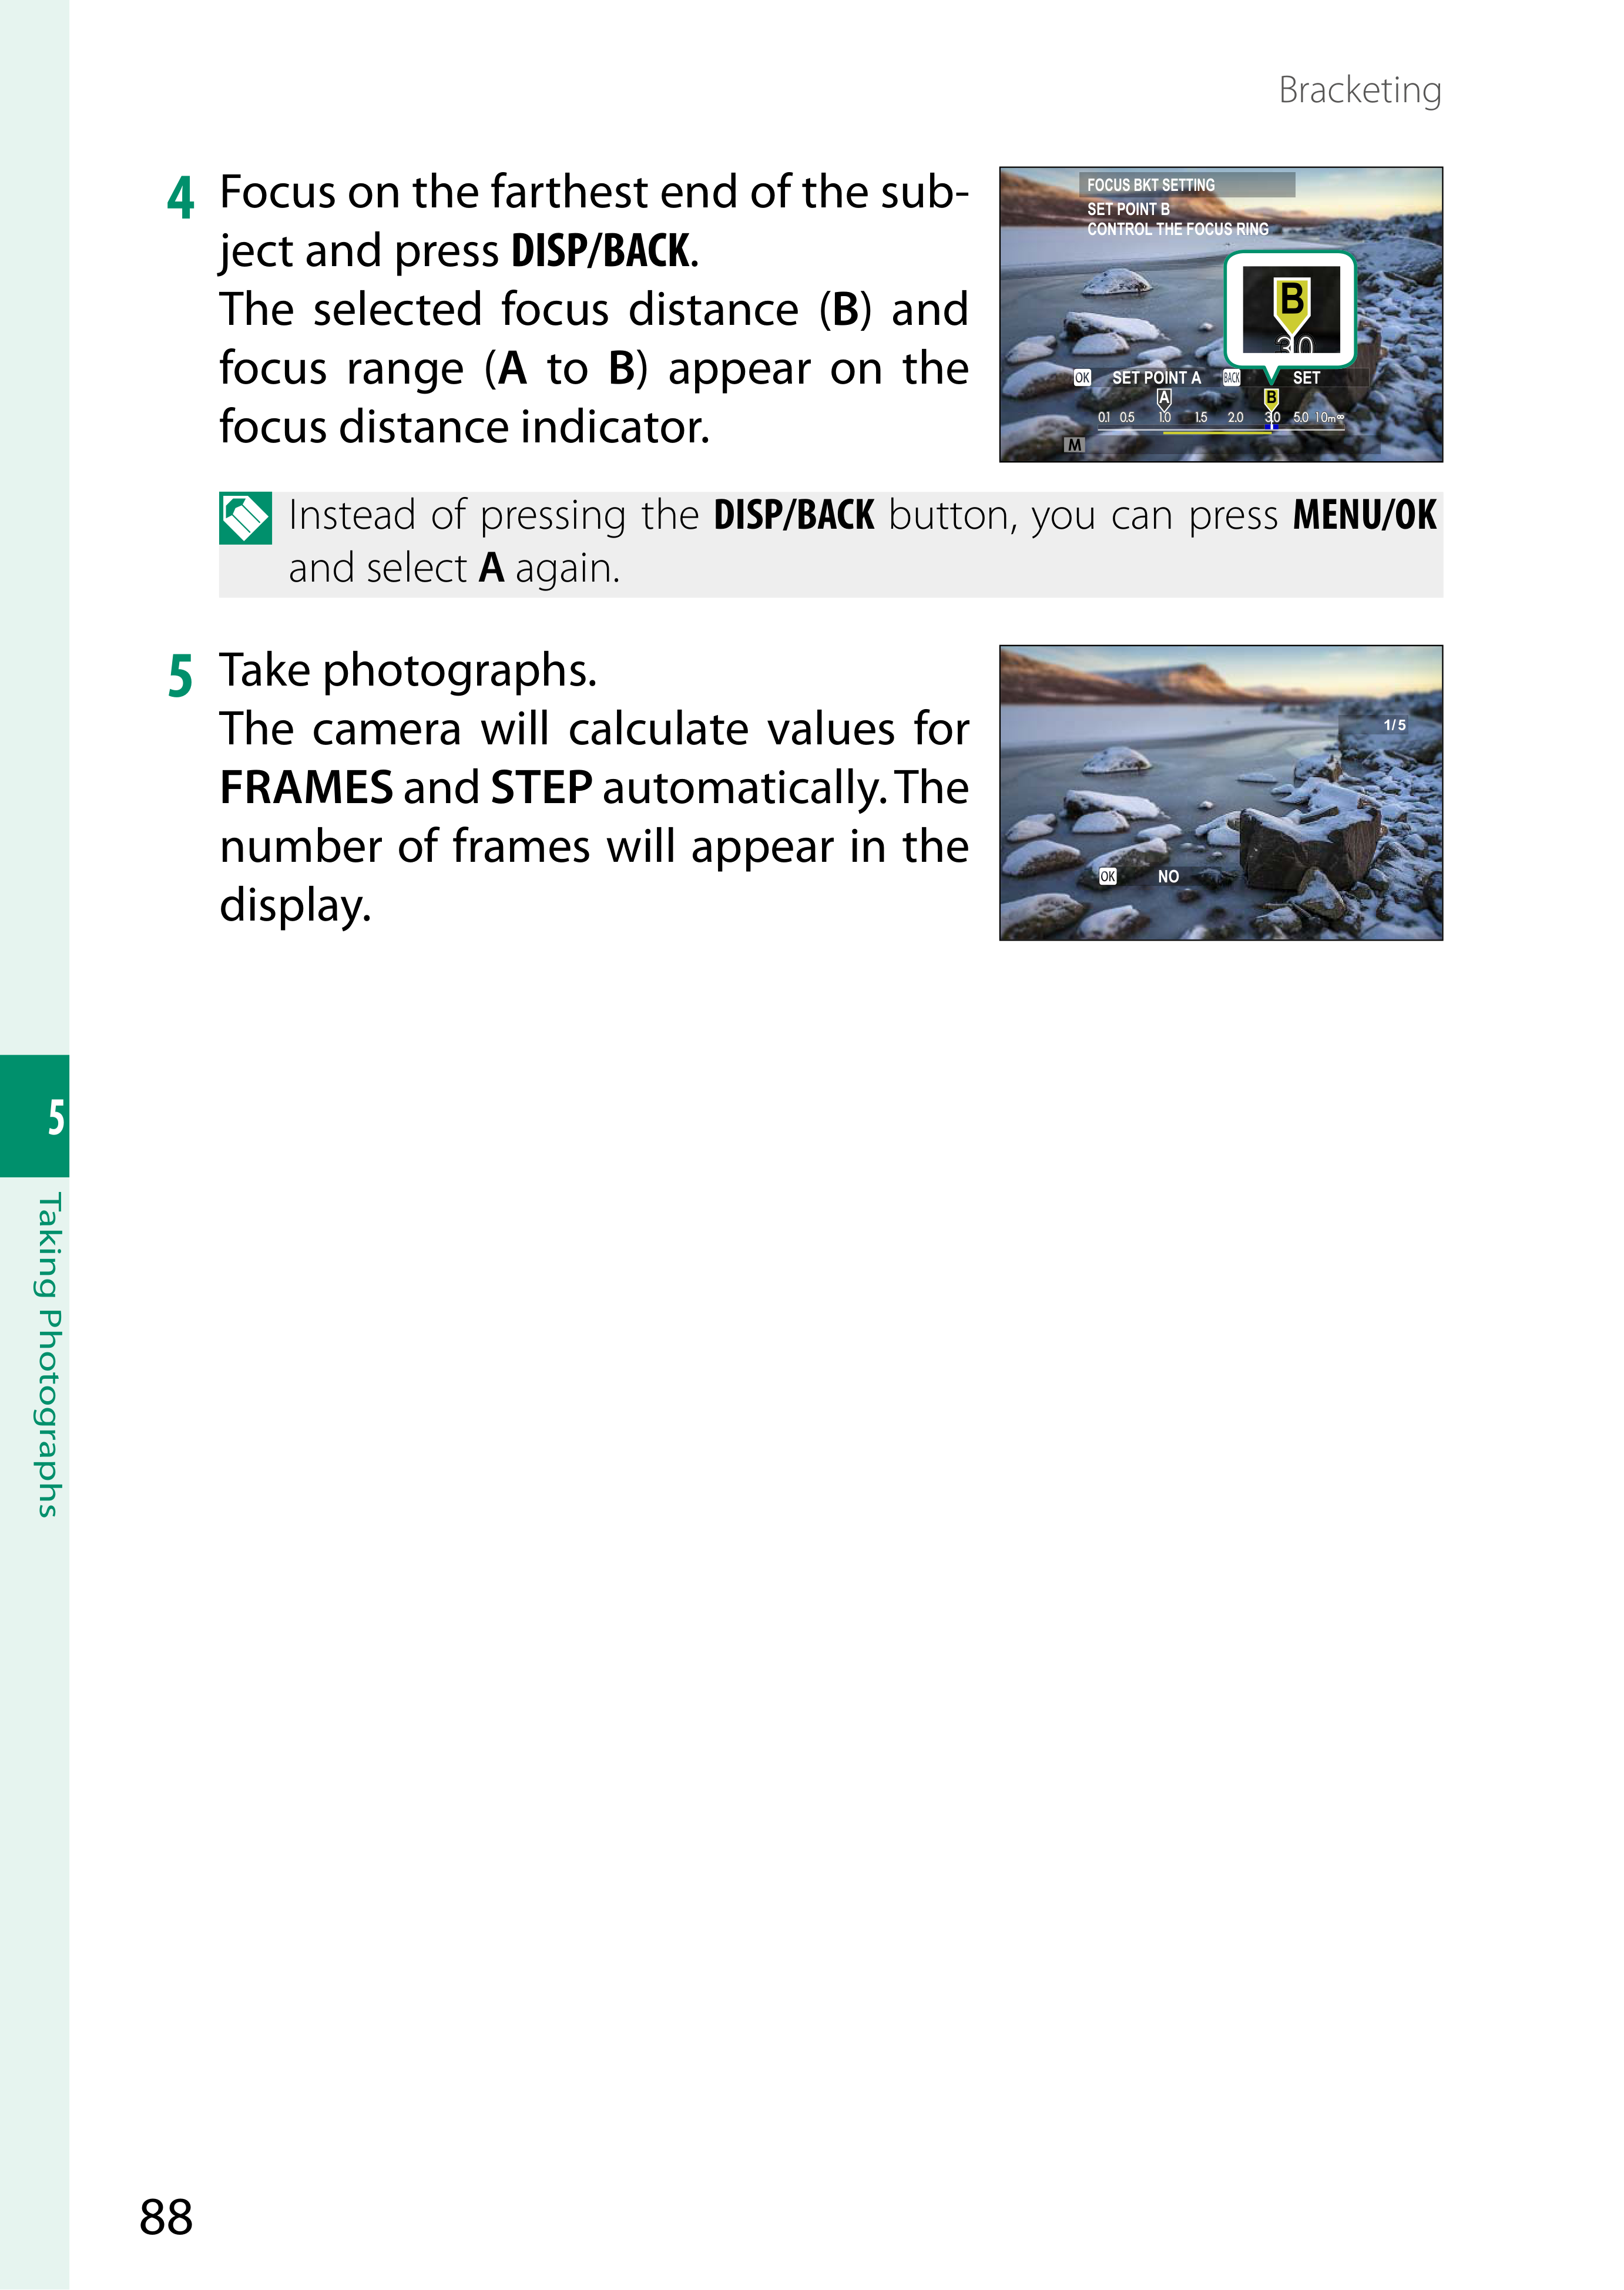 Bracketing
4 Focus on the farthest end of the sub-
ject and press DISP/BACK.
The selected focus distance (B) and
focus range (A to B) appear on the
focus distance indicator.
FOCUS BKT SETTING
SET POINT B
CONTROL THE FOCUS RING
B
3.0
OK SET POINT A BACK SET
A B
0.1 0.5 1.0 1.5 2.0 3.0 5.0 10m∞
M
Instead of pressing the DISP/BACK button, you can press MENU/OK
and select A again.
5 Take photographs.
The camera will calculate values for
FRAMES and STEP automatically. The
number of frames will appear in the
display.
1/5
OK NO
5
Taking Photographs
88